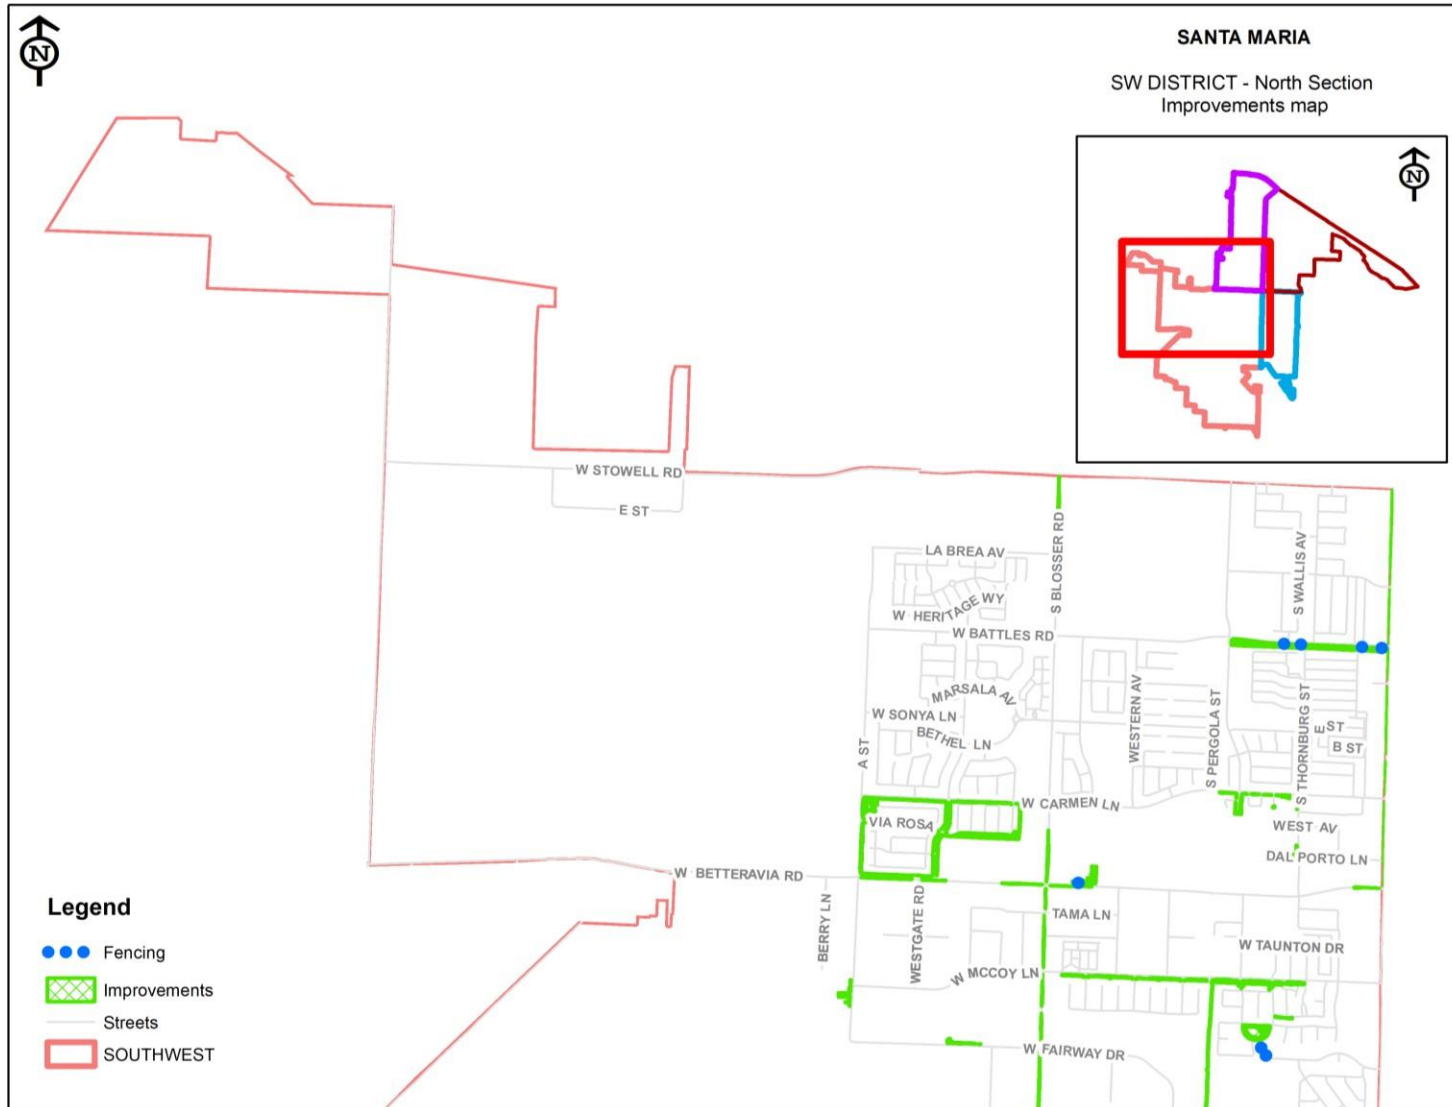 N
SANTA MARIA
SW DISTRICT - North Section
Improvements map
N
W STOWELL RD
E ST
S BLOSSER RD
LA BREA AV
S WALLIS AV
W HERITAGE WY
W BATTLES RD
MARSALA AV
WESTERN AV
S PERGOLA ST
S THORNBURG ST
W SONYA LN
E ST
BETHEL LN
B ST
A ST
W CARMEN LN
VIA ROSA
WEST AV
DAL PORTO LN
W BETTERAVIA RD
BERRY LN
WESTGATE RD
TAMA LN
W TAUNTON DR
W MCCOY LN
W FAIRWAY DR
Legend
Fencing
Improvements
Streets
SOUTHWEST